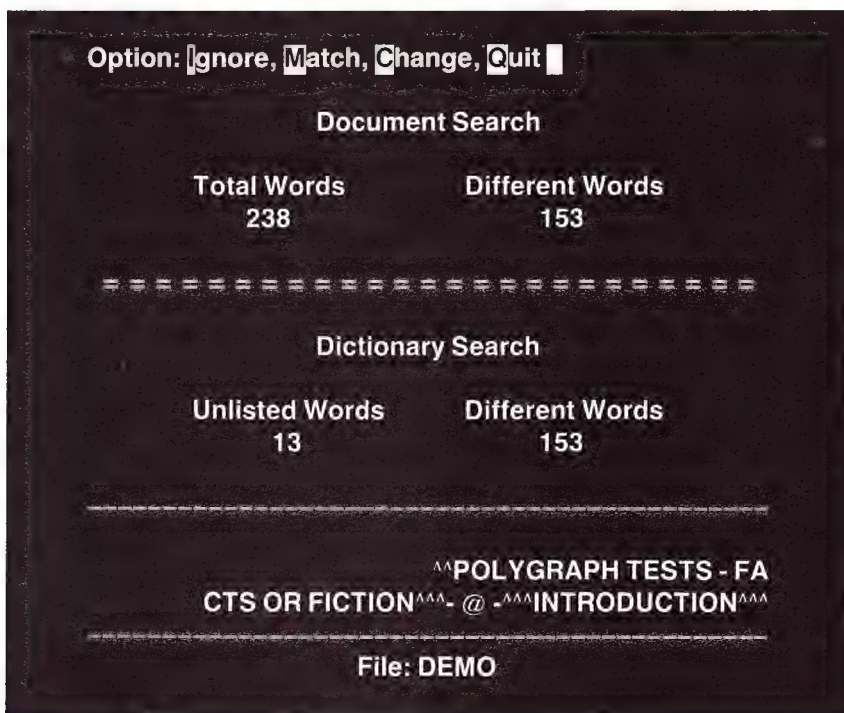 Option: Ignore, Match, Change, Quit
Document Search
Total Words Different Words
238 153
= = = = = = = = = = = = = = = = = = = = = = = = =
Dictionary Search
Unlisted Words Different Words
13 153
^^POLYGRAPH TESTS - FA
CTS OR FICTION^^^- @ -^^^INTRODUCTION^^^
File: DEMO